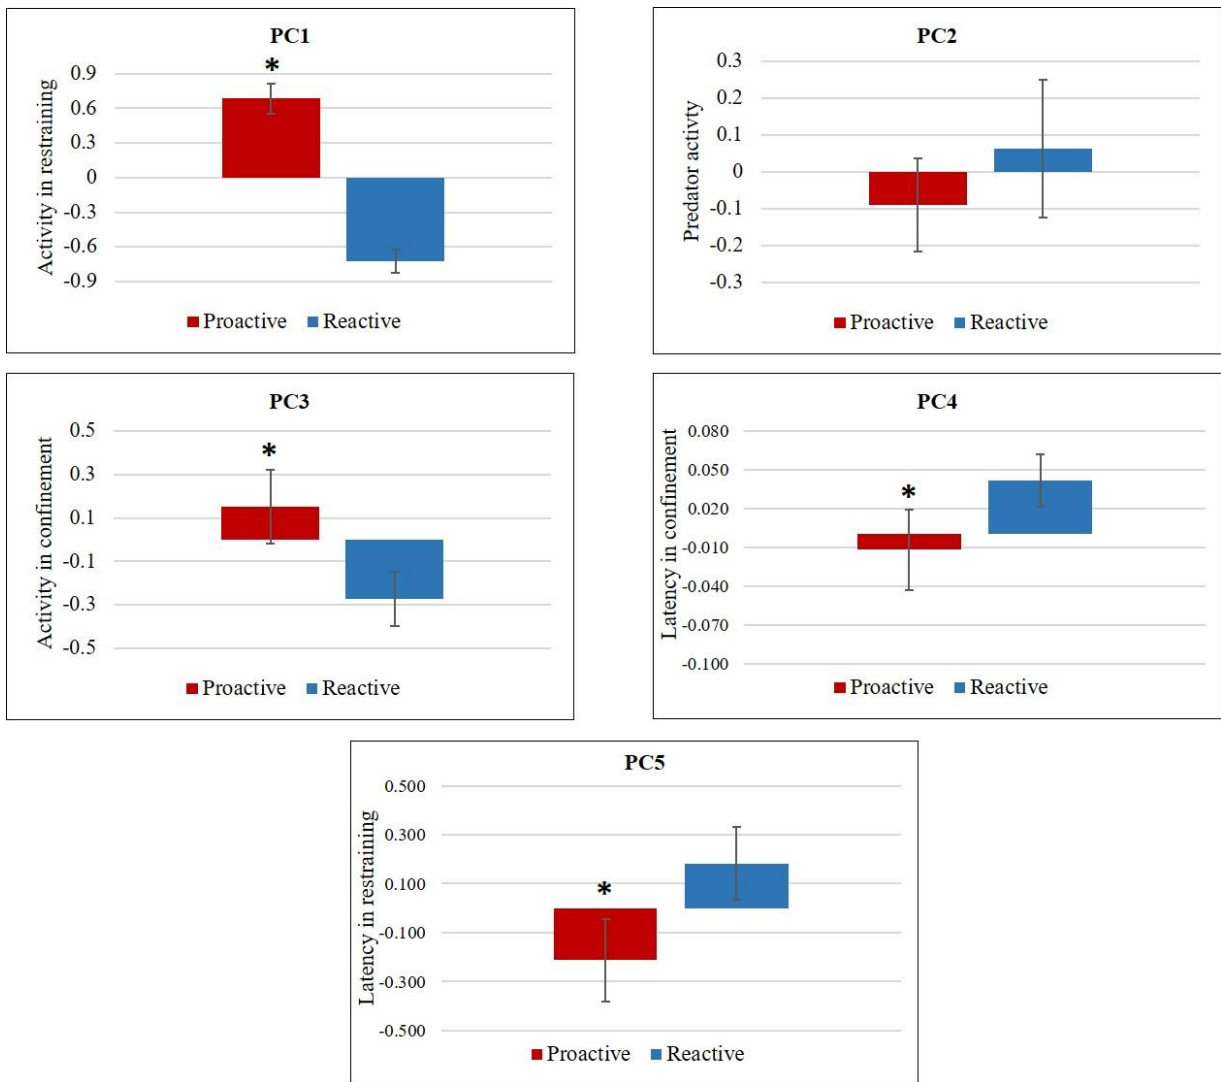 PC1
*
Activity in restraining
0.9
0.6
0.3
0
-0.3
-0.6
-0.9
Proactive Reactive
PC2
Predator activty
0.3
0.2
0.1
0
-0.1
-0.2
-0.3
Proactive Reactive
PC3
*
Activity in confinement
0.5
0.3
0.1
-0.1
-0.3
-0.5
Proactive Reactive
PC4
*
Latency in confinement
0.080
0.050
0.020
-0.010
-0.040
-0.070
-0.100
Proactive Reactive
PC5
*
Latency in restraining
0.500
0.300
0.100
-0.100
-0.300
-0.500
Proactive Reactive